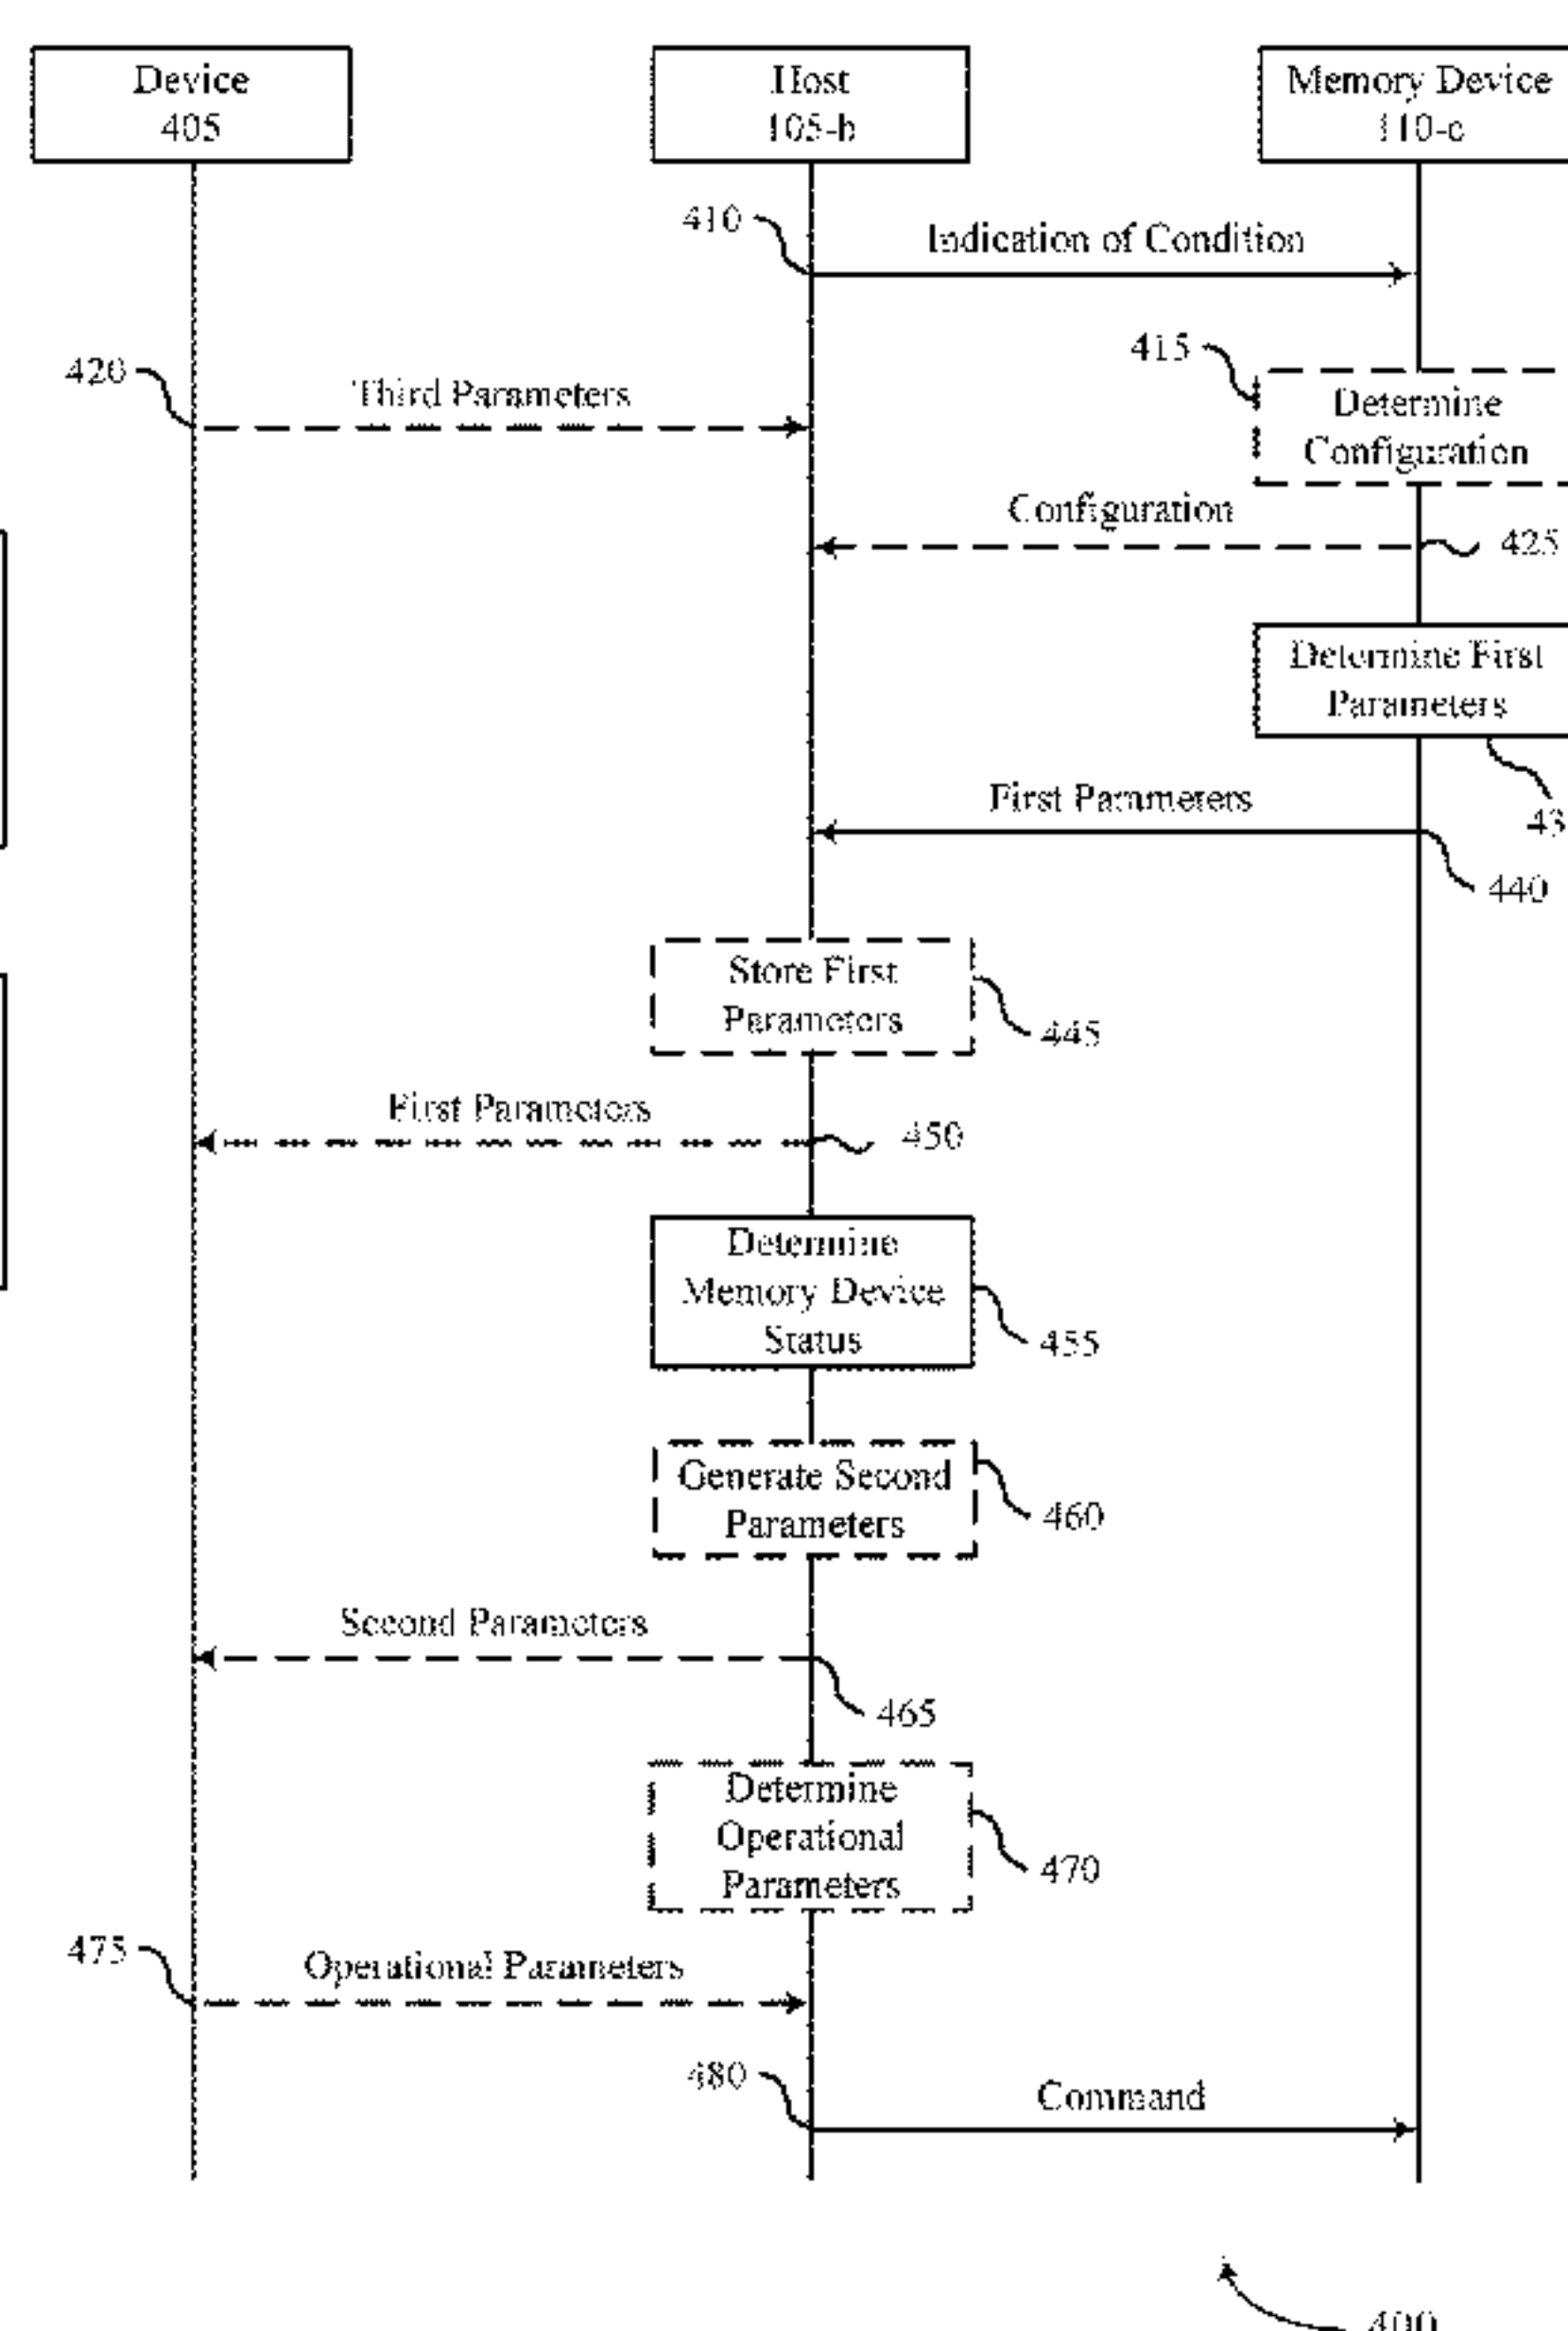 Device
405
Host
105-b
Memory Device
110-c
410
Indication of Condition
415
420
Third Parameters
Determine
Configuration
Configuration
425
Determine First
Parameters
First Parameters
43
440
Store First
Parameters
445
First Parameters
450
Determine
Memory Device
Status
455
Generate Second
Parameters
460
Second Parameters
465
Determine
Operational
Parameters
470
475
Operational Parameters
480
Command
400